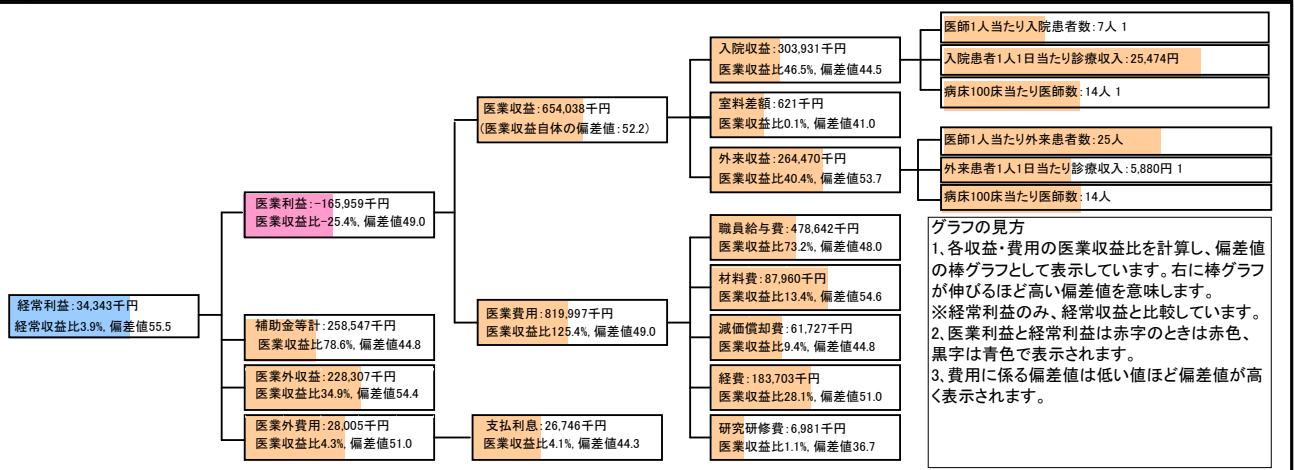 経常利益:34,343千円
経常収益比3.9%, 偏差値55.5
医業利益:-165,959千円
医業収益比-25.4%, 偏差値49.0
補助金等計:258,547千円
医業収益比78.6%, 偏差値44.8
医業外収益:228,307千円
医業収益比34.9%, 偏差値54.4
医業外費用:28,005千円
医業収益比4.3%, 偏差値51.0
支払利息:26,746千円
医業収益比4.1%, 偏差値44.3
医業収益:654,038千円
(医業収益自体の偏差値:52.2)
医業費用:819,997千円
医業収益比125.4%, 偏差値49.0
入院収益:303,931千円
医業収益比46.5%, 偏差値44.5
室料差額:621千円
医業収益比0.1%, 偏差値41.0
外来収益:264,470千円
医業収益比40.4%, 偏差値53.7
職員給与費:478,642千円
医業収益比73.2%, 偏差値48.0
材料費:87,960千円
医業収益比13.4%, 偏差値54.6
減価償却費:61,727千円
医業収益比9.4%, 偏差値44.8
経費:183,703千円
医業収益比28.1%, 偏差値51.0
研究研修費:6,981千円
医業収益比1.1%, 偏差値36.7
医師1人当たり入院患者数:7人 1
入院患者1人1日当たり診療収入:25,474円
病床100床当たり医師数:14人 1
医師1人当たり外来患者数:25人
外来患者1人1日当たり診療収入:5,880円 1
病床100床当たり医師数:14人
グラフの見方
1、各収益・費用の医業収益比を計算し、偏差値
の棒グラフとして表示しています。右に棒グラフ
が伸びるほど高い偏差値を意味します。
※経常利益のみ、経常収益と比較しています。
2、医業利益と経常利益は赤字のときは赤色、
黒字は青色で表示されます。
3、費用に係る偏差値は低い値ほど偏差値が高
く表示されます。